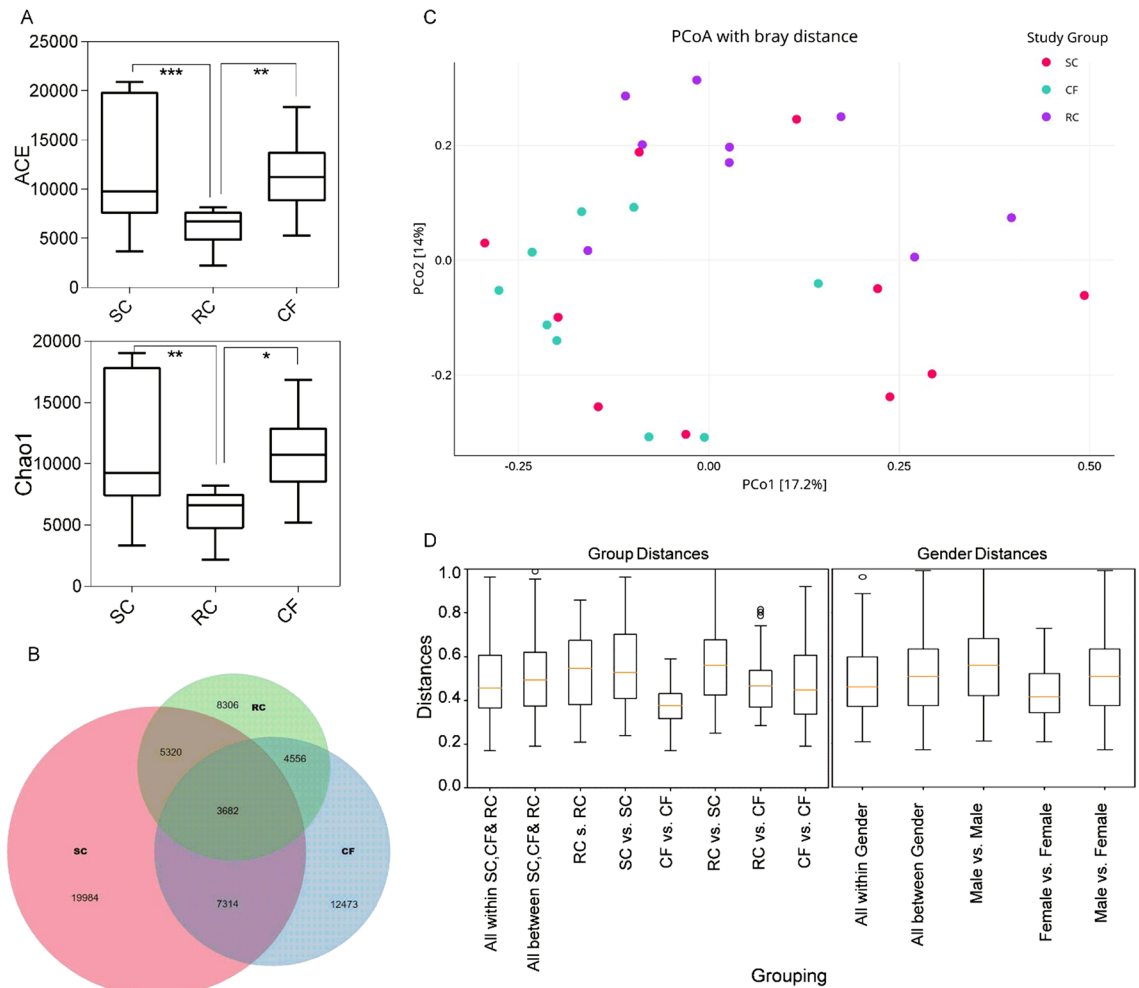 A
25000
20000
15000
10000
5000
0
ACE
***
**
SC
RC
CF
20000
15000
10000
5000
0
Chao1
**
*
SC
RC
CF
B
8306
RC
5320
4556
3682
SC
CF
19984
7314
12473
C
PCoA with bray distance
Study Group
SC
CF
RC
0.2
0.0
-0.2
PCo2 [14%]
-0.25
0.00
0.25
0.50
PCo1 [17.2%]
D
Group Distances
Gender Distances
1.0
0.8
0.6
0.4
0.2
0.0
Distances
All within SC,CF& RC
All between SC,CF& RC
RC s. RC
SC vs. SC
CF vs. CF
RC vs. SC
RC vs. CF
CF vs. CF
All within Gender
All between Gender
Male vs. Male
Female vs. Female
Male vs. Female
Grouping